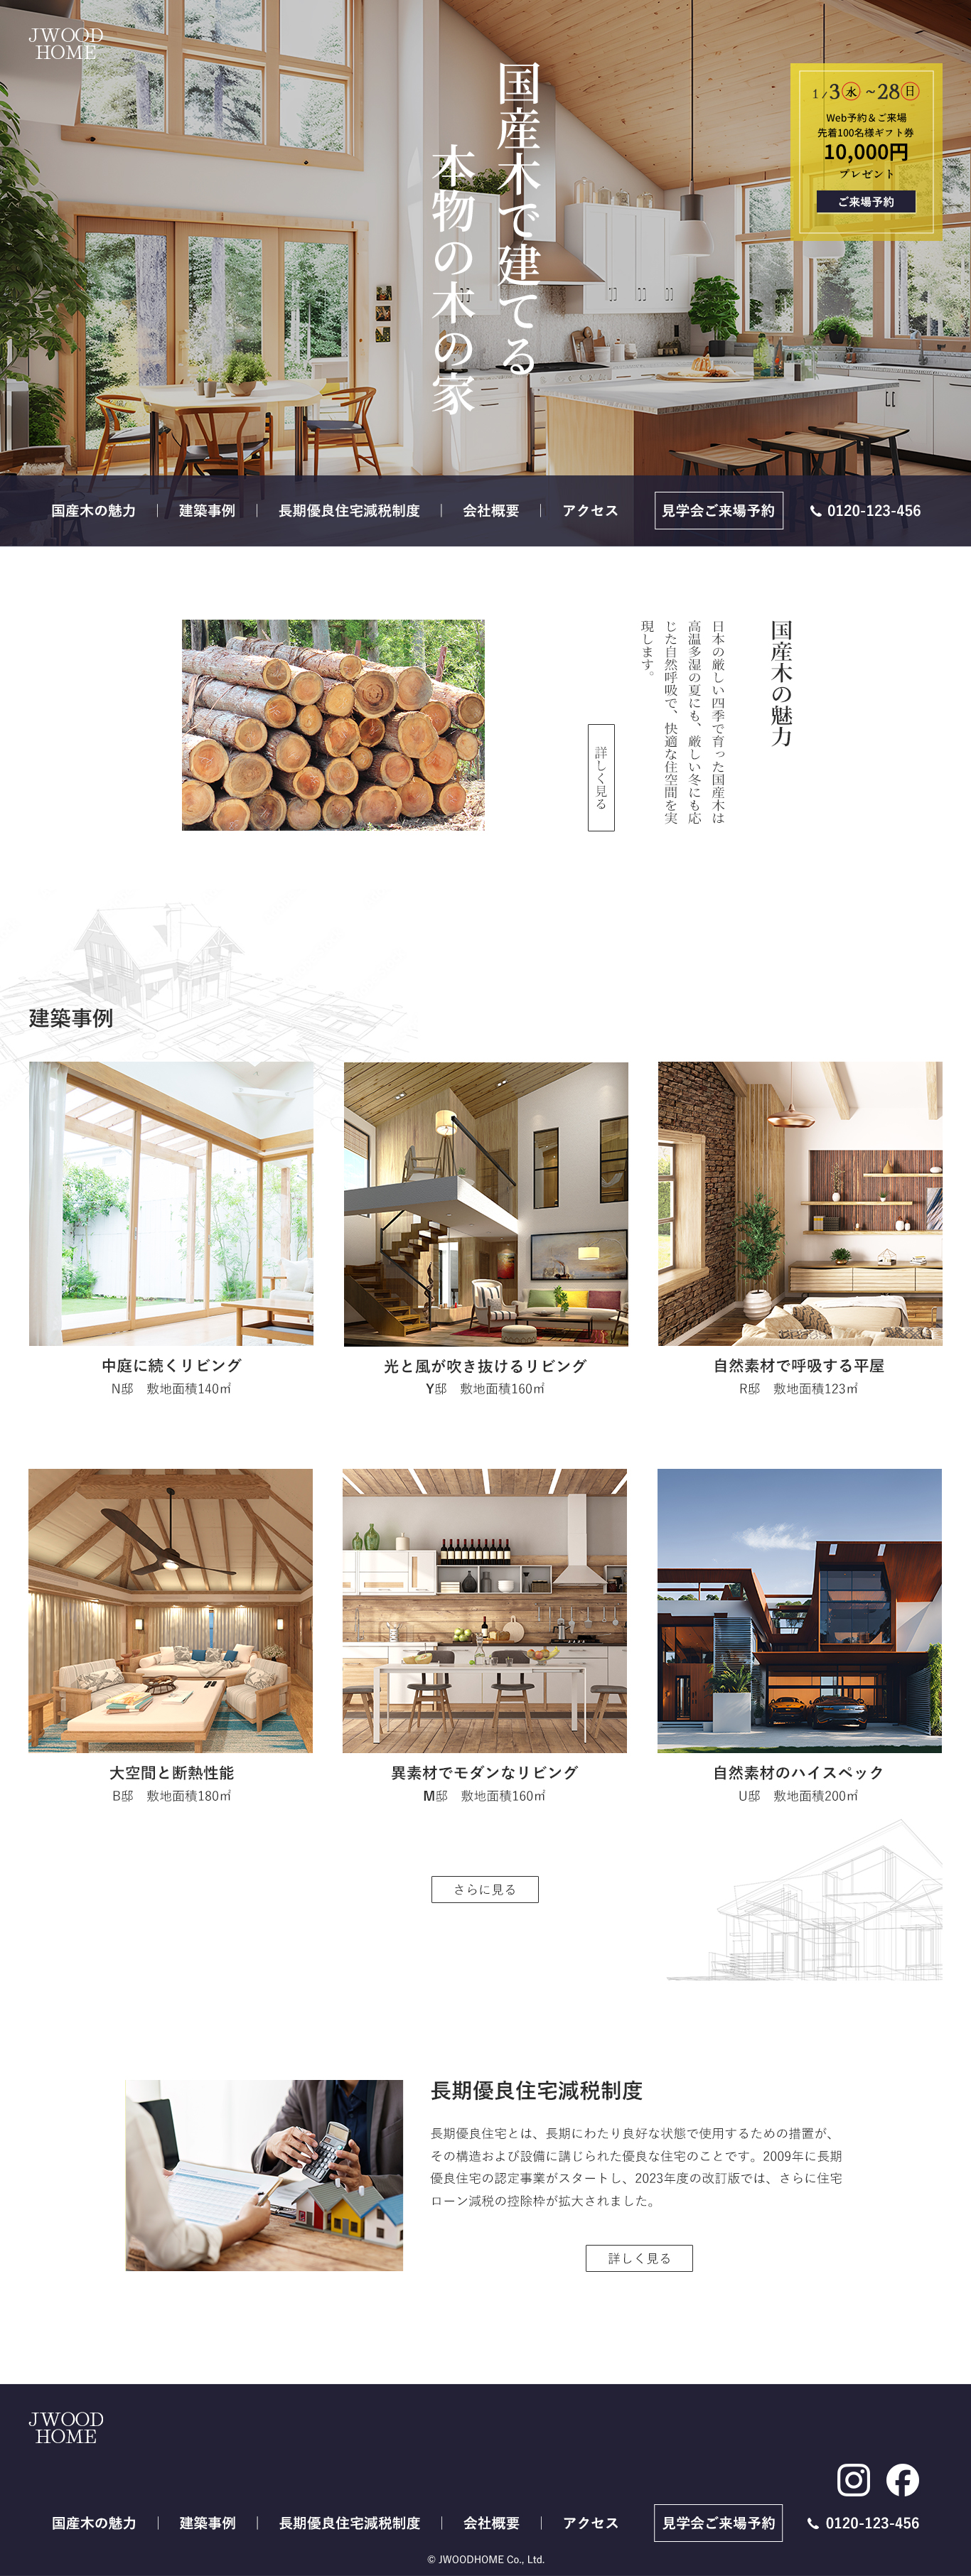 JWOOD
HOME
国産木で建てる
本物の木の家
1/3水~28日
Web予約&ご来場
先着100名様ギフト券
10,000円
プレゼント
ご来場予約
国産木の魅力 | 建築事例 | 長期優良住宅減税制度 | 会社概要 | アクセス 見学会ご来場予約 0120-123-456
国産木の魅力
日本の厳しい四季で育った国産木は
高温多湿の夏にも、厳しい冬にも応
じた自然呼吸で、快適な住空間を実
現します。
詳しく見る
建築事例
中庭に続くリビング
N邸 敷地面積140㎡
光と風が吹き抜けるリビング
Y邸 敷地面積160㎡
自然素材で呼吸する平屋
R邸 敷地面積123㎡
大空間と断熱性能
B邸 敷地面積180㎡
異素材でモダンなリビング
M邸 敷地面積160㎡
自然素材のハイスペック
U邸 敷地面積200㎡
さらに見る
長期優良住宅減税制度
長期優良住宅とは、長期にわたり良好な状態で使用するための措置が、
その構造および設備に講じられた優良な住宅のことです。2009年に長期
優良住宅の認定事業がスタートし、2023年度の改訂版では、さらに住宅
ローン減税の控除枠が拡大されました。
詳しく見る
JWOOD
HOME
国産木の魅力 | 建築事例 | 長期優良住宅減税制度 | 会社概要 | アクセス 見学会ご来場予約 0120-123-456
© JWOODHOME Co., Ltd.